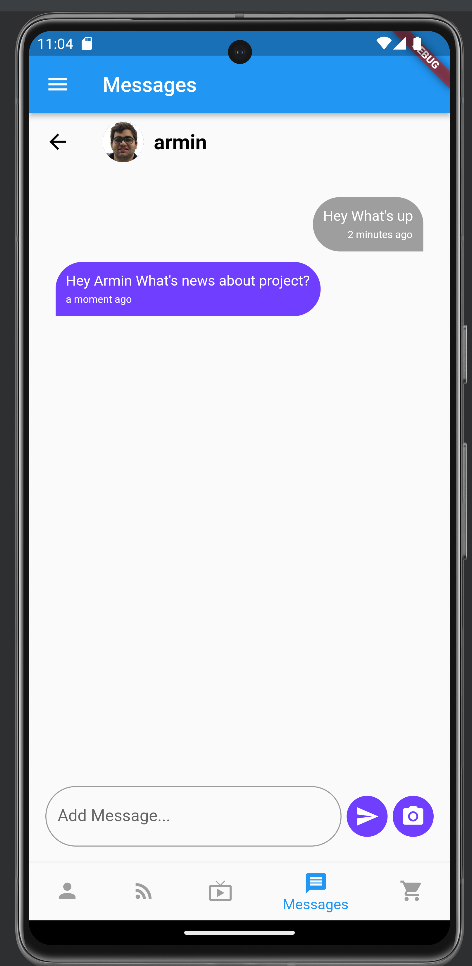 11:04
DEBUG
Messages
armin
Hey What's up
2 minutes ago
Hey Armin What's news about project?
a moment ago
Add Message...
Messages